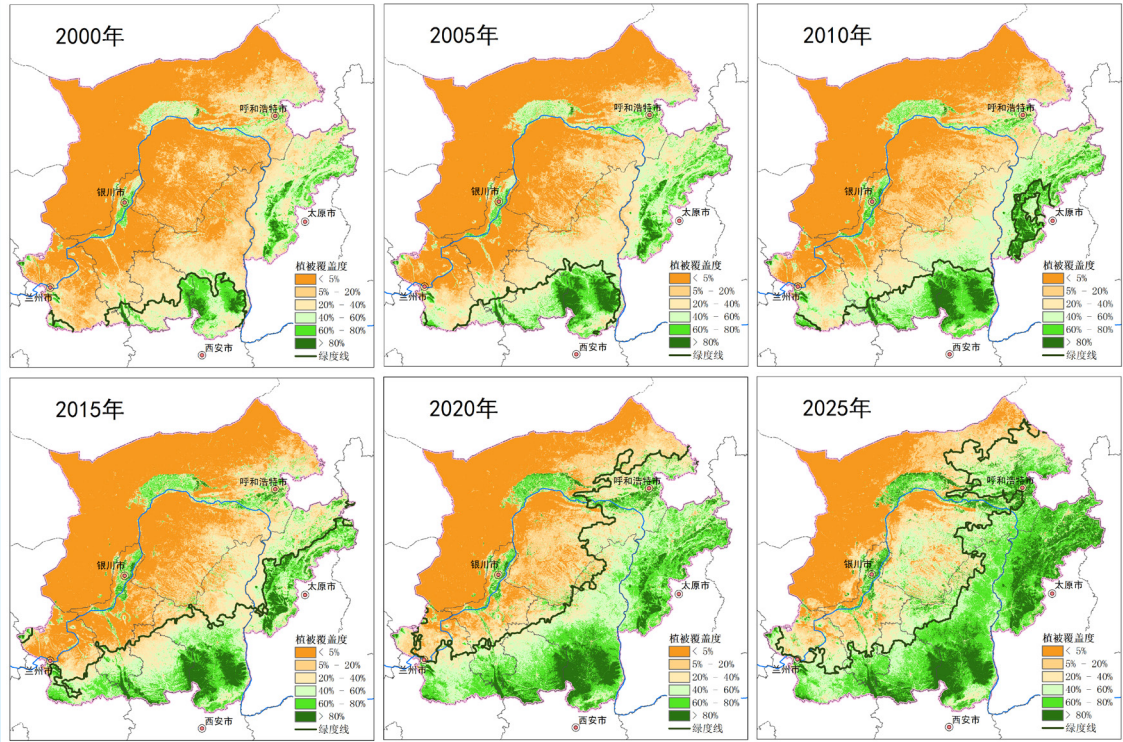 2000年
呼和浩特市
银川市
太原市
兰州市
西安市
植被覆盖度
< 5%
5% - 20%
20% - 40%
40% - 60%
60% - 80%
> 80%
绿度线
2005年
呼和浩特市
银川市
太原市
兰州市
西安市
植被覆盖度
< 5%
5% - 20%
20% - 40%
40% - 60%
60% - 80%
> 80%
绿度线
2010年
呼和浩特市
银川市
太原市
兰州市
西安市
植被覆盖度
< 5%
5% - 20%
20% - 40%
40% - 60%
60% - 80%
> 80%
绿度线
2015年
呼和浩特市
银川市
太原市
兰州市
西安市
植被覆盖度
< 5%
5% - 20%
20% - 40%
40% - 60%
60% - 80%
> 80%
绿度线
2020年
呼和浩特市
银川市
太原市
兰州市
西安市
植被覆盖度
< 5%
5% - 20%
20% - 40%
40% - 60%
60% - 80%
> 80%
绿度线
2025年
呼和浩特市
银川市
太原市
兰州市
西安市
植被覆盖度
< 5%
5% - 20%
20% - 40%
40% - 60%
60% - 80%
> 80%
绿度线